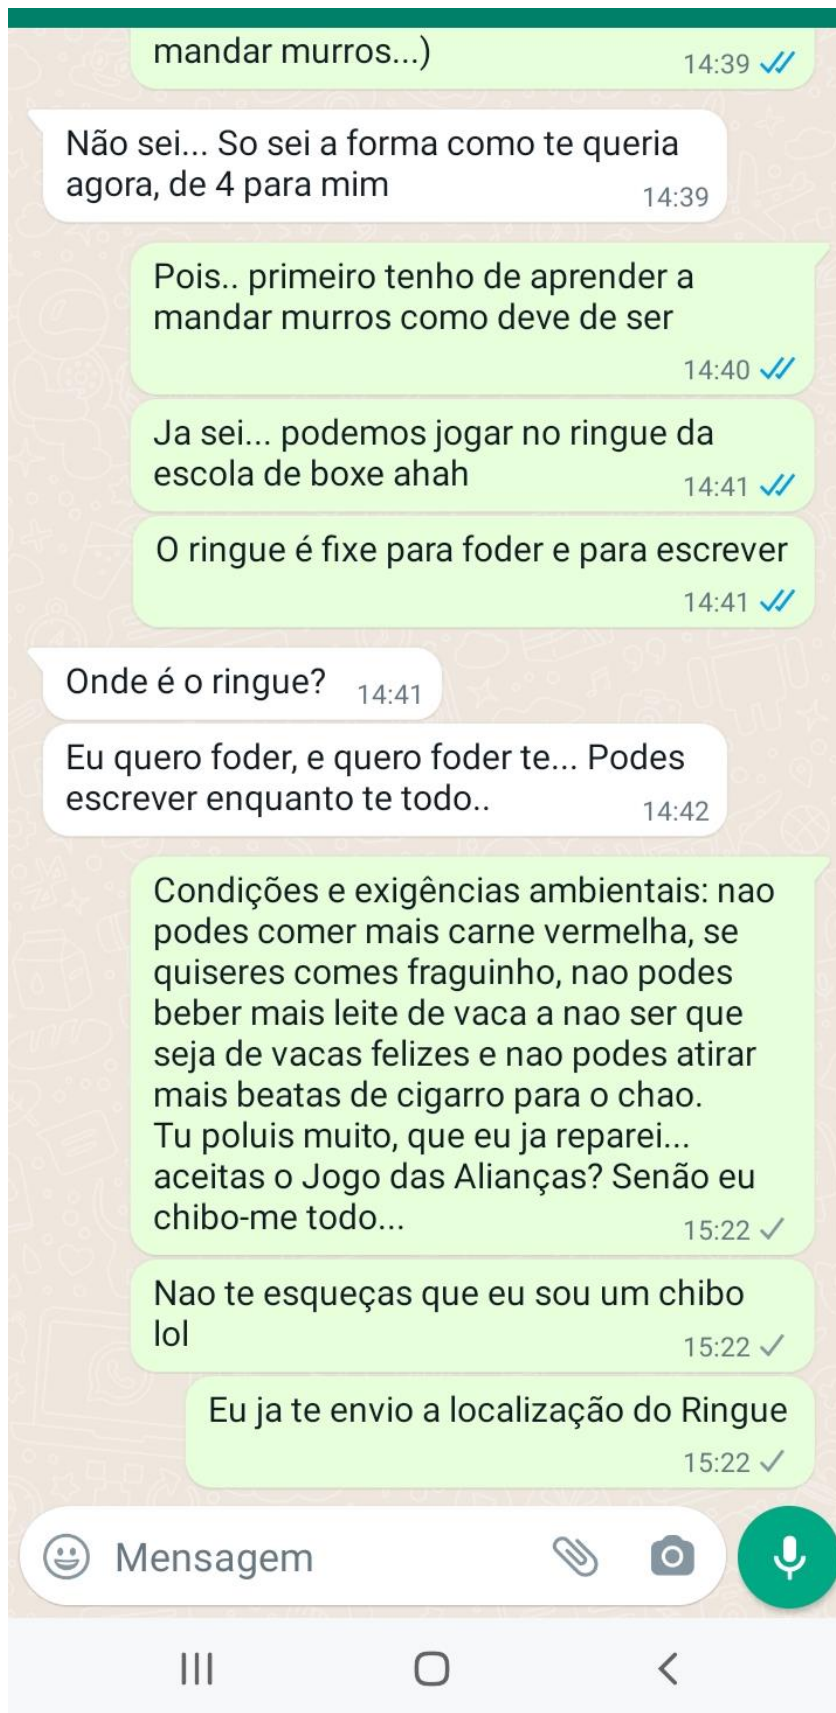 mandar murros...)
14:39
Não sei... So sei a forma como te queria
agora, de 4 para mim
14:39
Pois.. primeiro tenho de aprender a
mandar murros como deve de ser
14:40
Ja sei... podemos jogar no ringue da
escola de boxe ahah
14:41
O ringue é fixe para foder e para escrever
14:41
Onde é o ringue?
14:41
Eu quero foder, e quero foder te... Podes
escrever enquanto te todo..
14:42
Condições e exigências ambientais: nao
podes comer mais carne vermelha, se
quiseres comes fraguinho, nao podes
beber mais leite de vaca a nao ser que
seja de vacas felizes e nao podes atirar
mais beatas de cigarro para o chao.
Tu poluis muito, que eu ja reparei...
aceitas o Jogo das Alianças? Senão eu
chibo-me todo...
15:22
Nao te esqueças que eu sou um chibo
lol
15:22
Eu ja te envio a localização do Ringue
15:22
Mensagem